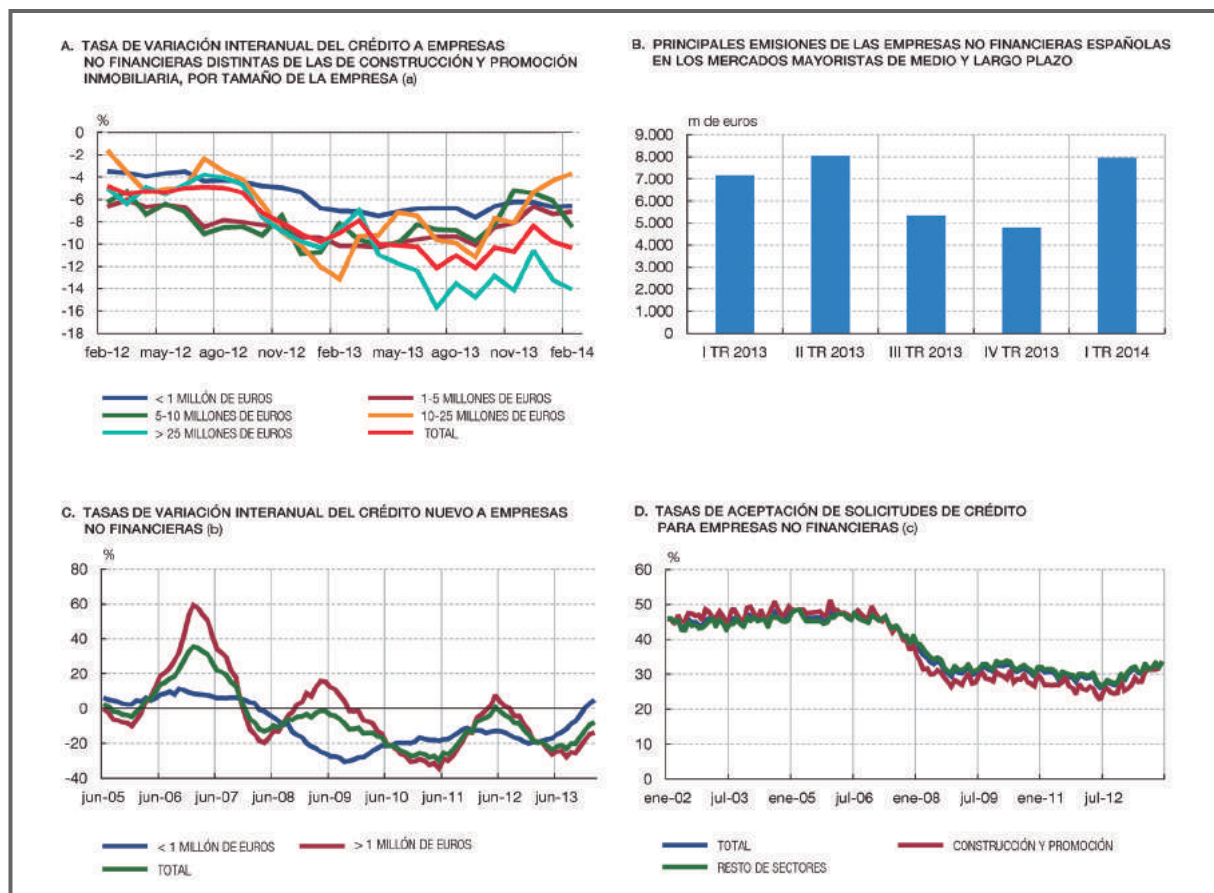 A. TASA DE VARIACIÓN INTERANUAL DEL CRÉDITO A EMPRESAS
NO FINANCIERAS DISTINTAS DE LAS DE CONSTRUCCIÓN Y PROMOCIÓN
INMOBILIARIA, POR TAMAÑO DE LA EMPRESA (a)
%
0
-2
-4
-6
-8
-10
-12
-14
-16
-18
feb-12 may-12 ago-12 nov-12 feb-13 may-13 ago-13 nov-13 feb-14
< 1 MILLÓN DE EUROS 1-5 MILLONES DE EUROS
5-10 MILLONES DE EUROS 10-25 MILLONES DE EUROS
> 25 MILLONES DE EUROS TOTAL
B. PRINCIPALES EMISIONES DE LAS EMPRESAS NO FINANCIERAS ESPAÑOLAS
EN LOS MERCADOS MAYORISTAS DE MEDIO Y LARGO PLAZO
m de euros
9.000
8.000
7.000
6.000
5.000
4.000
3.000
2.000
1.000
0
I TR 2013 II TR 2013 III TR 2013 IV TR 2013 I TR 2014
C. TASAS DE VARIACIÓN INTERANUAL DEL CRÉDITO NUEVO A EMPRESAS
NO FINANCIERAS (b)
%
80
60
40
20
0
-20
-40
jun-05 jun-06 jun-07 jun-08 jun-09 jun-10 jun-11 jun-12 jun-13
< 1 MILLÓN DE EUROS > 1 MILLÓN DE EUROS
TOTAL
D. TASAS DE ACEPTACIÓN DE SOLICITUDES DE CRÉDITO
PARA EMPRESAS NO FINANCIERAS (c)
%
60
50
40
30
20
10
0
ene-02 jul-03 ene-05 jul-06 ene-08 jul-09 ene-11 jul-12
TOTAL CONSTRUCCIÓN Y PROMOCIÓN
RESTO DE SECTORES